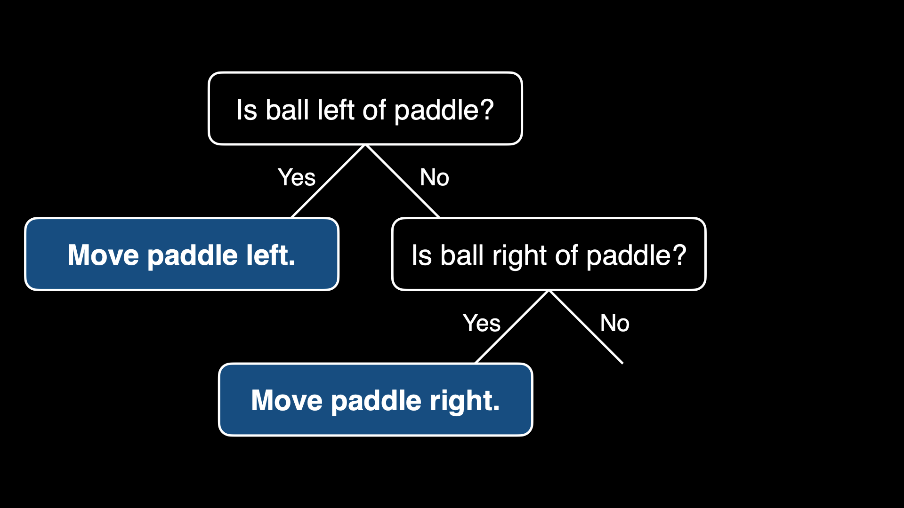 Is ball left of paddle?
Yes
No
Move paddle left.
Is ball right of paddle?
Yes
No
Move paddle right.